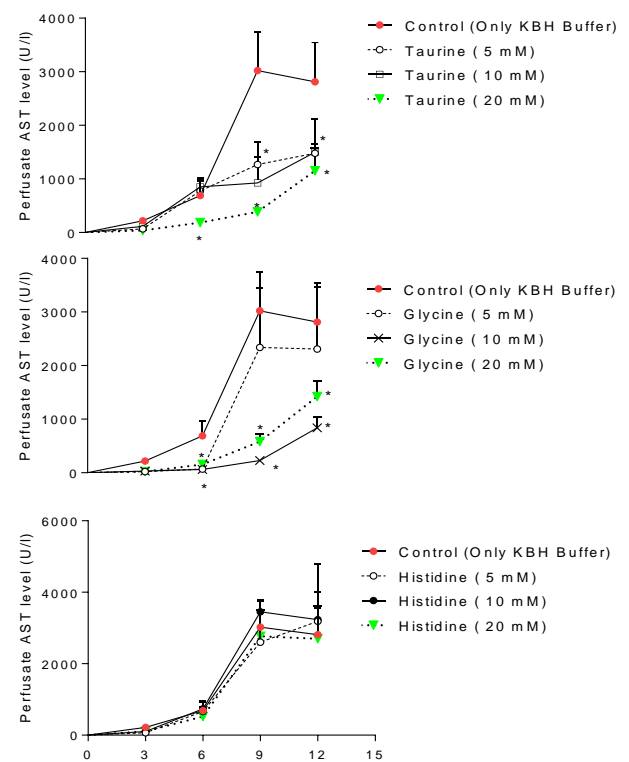 4000
3000
2000
1000
0
Perfusate AST level (U/l)
Control (Only KBH Buffer)
Taurine ( 5 mM)
Taurine ( 10 mM)
Taurine ( 20 mM)
*
*
*
*
*
4000
3000
2000
1000
0
Perfusate AST level (U/l)
Control (Only KBH Buffer)
Glycine ( 5 mM)
Glycine ( 10 mM)
Glycine ( 20 mM)
*
*
*
*
*
*
6000
4000
2000
0
Perfusate AST level (U/l)
Control (Only KBH Buffer)
Histidine ( 5 mM)
Histidine ( 10 mM)
Histidine ( 20 mM)
0 3 6 9 12 15